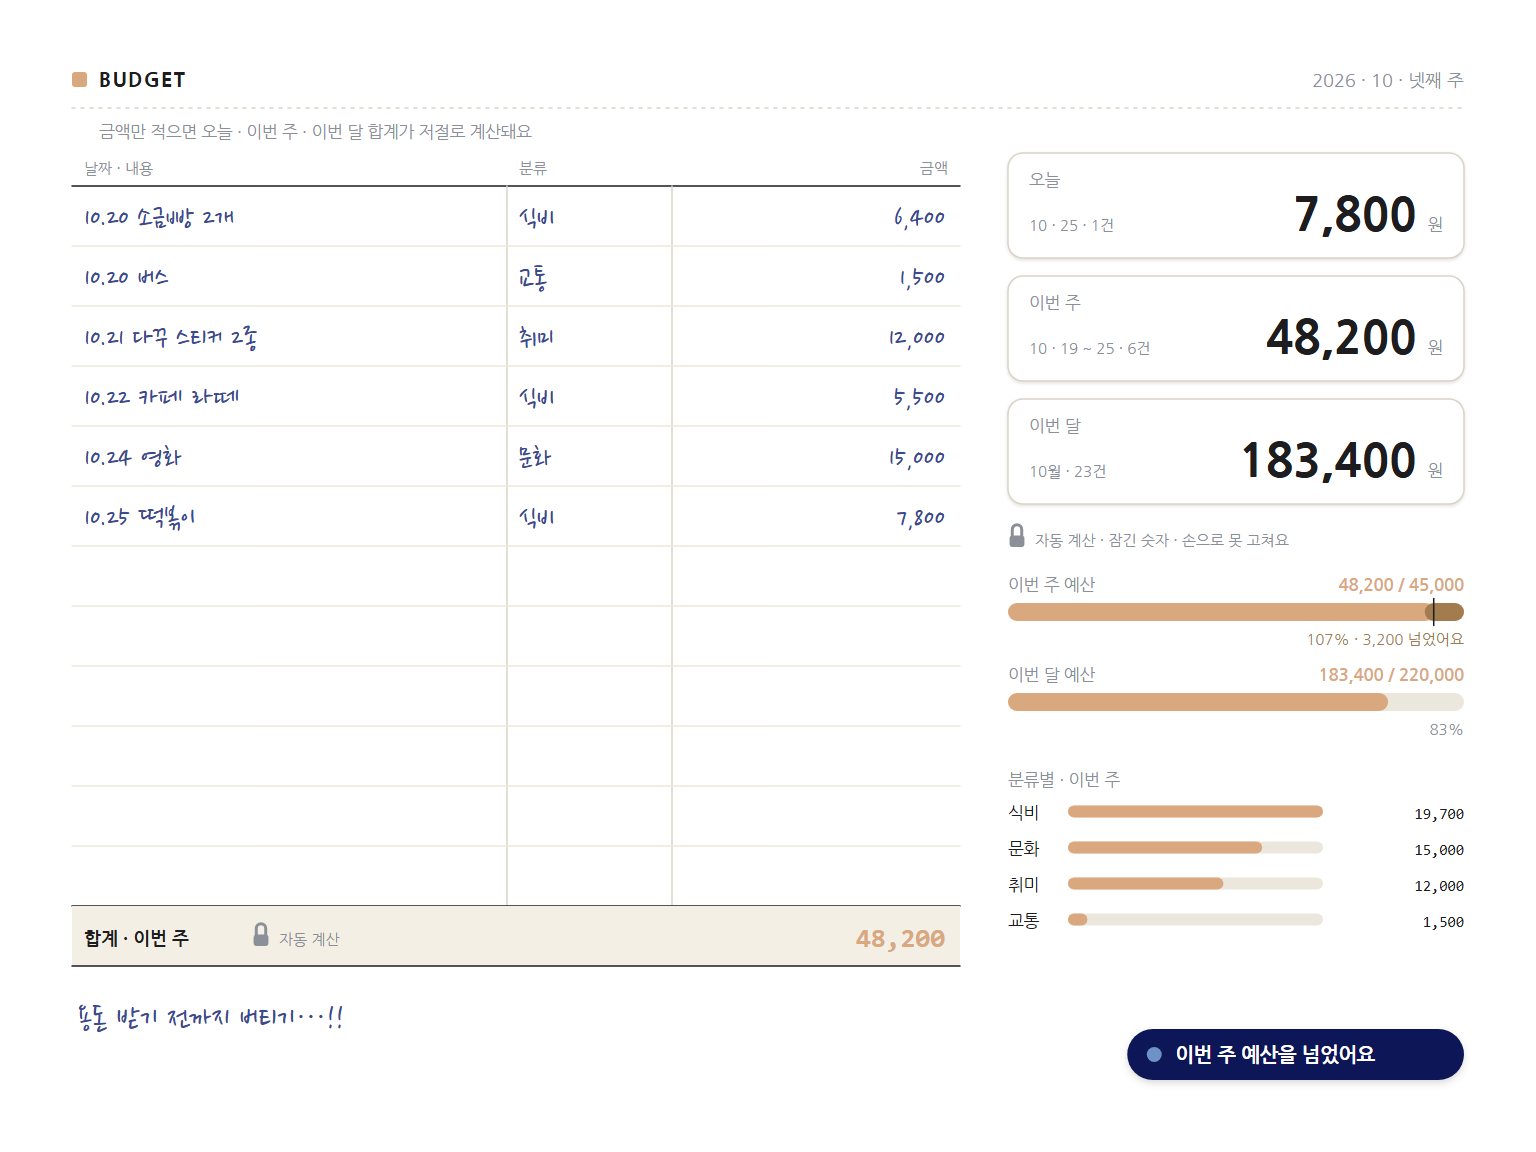 BUDGET
2026 · 10 · 넷째 주
금액만 적으면 오늘 · 이번 주 · 이번 달 합계가 저절로 계산돼요
날짜 · 내용 분류 금액
10.20 소금빵 2개 식비 6,400
10.20 버스 교통 1,500
10.21 다꾸 스티커 2종 취미 12,000
10.22 카페 라떼 식비 5,500
10.24 영화 문화 15,000
10.25 떡볶이 식비 7,800
합계 · 이번 주 자동 계산 48,200
용돈 받기 전까지 버티기···!!
오늘
10 · 25 · 1건 7,800 원
이번 주
10 · 19 ~ 25 · 6건 48,200 원
이번 달
10월 · 23건 183,400 원
자동 계산 · 잠긴 숫자 · 손으로 못 고쳐요
이번 주 예산 48,200 / 45,000
107% · 3,200 넘었어요
이번 달 예산 183,400 / 220,000
83%
분류별 · 이번 주
식비 19,700
문화 15,000
취미 12,000
교통 1,500
이번 주 예산을 넘었어요